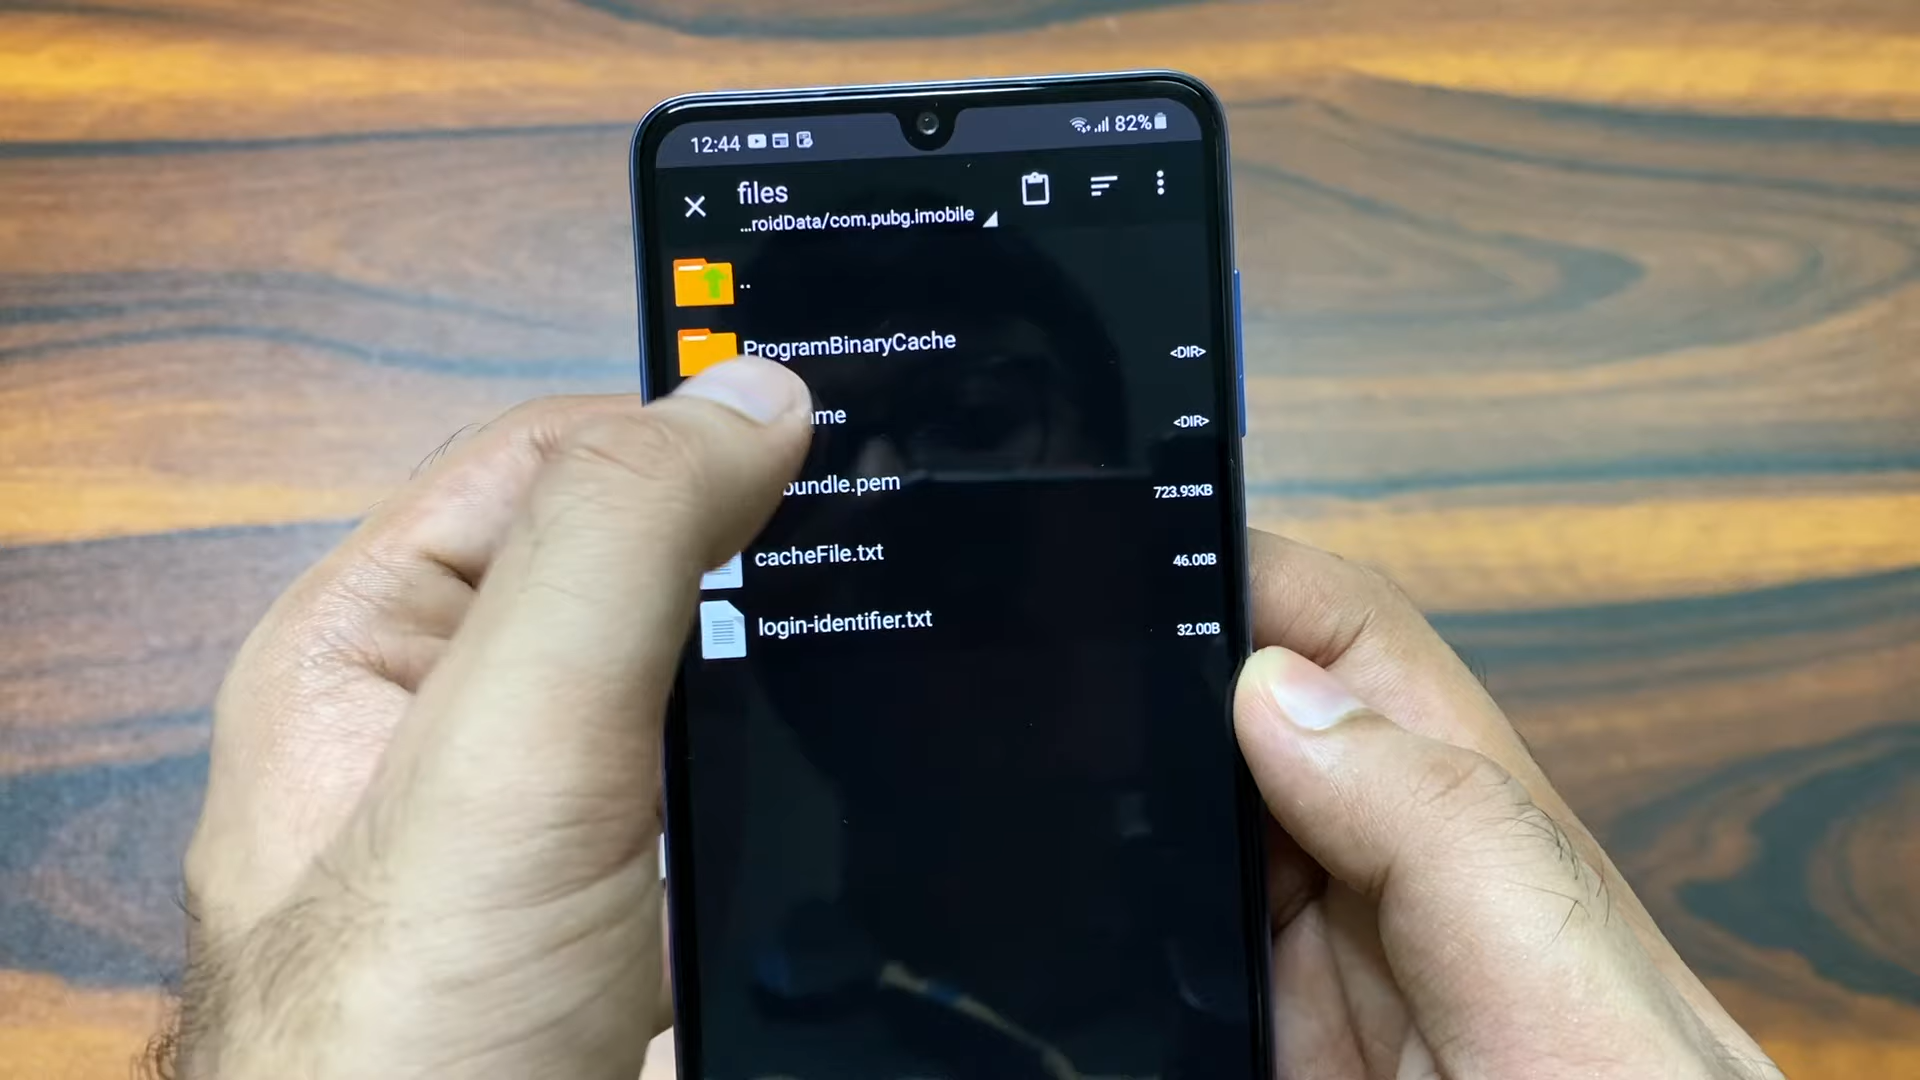 12:44
82%
files
...roidData/com.pubg.imobile
..
ProgramBinaryCache
<DIR>
<DIR>
bundle.pem
723.93KB
cacheFile.txt
46.00B
login-identifier.txt
32.00B